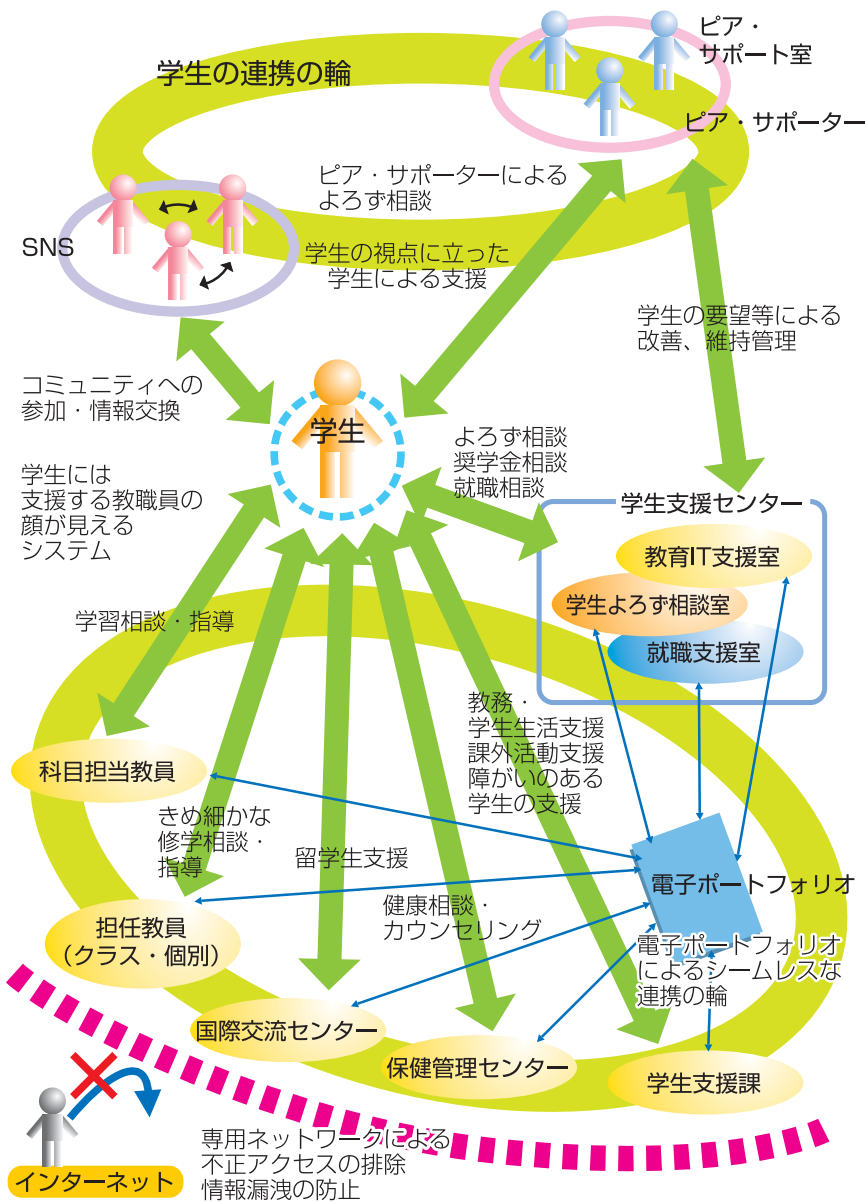 ピア・
サポート室
学生の連携の輪
ピア・サポーター
ピア・サポーターによる
よろず相談
SNS
学生の視点に立った
学生による支援
学生の要望等による
改善、維持管理
コミュニティへの
参加・情報交換
学生
よろず相談
奨学金相談
就職相談
学生には
支援する教職員の
顔が見える
システム
学生支援センター
教育IT支援室
学生よろず相談室
就職支援室
学習相談・指導
教務・
学生生活支援
課外活動支援
障がいのある
学生の支援
科目担当教員
きめ細かな
修学相談・
指導
留学生支援
電子ポートフォリオ
健康相談・
カウンセリング
担任教員
(クラス・個別)
電子ポートフォリオ
によるシームレスな
連携の輪
国際交流センター
保健管理センター
学生支援課
専用ネットワークによる
不正アクセスの排除
情報漏洩の防止
インターネット